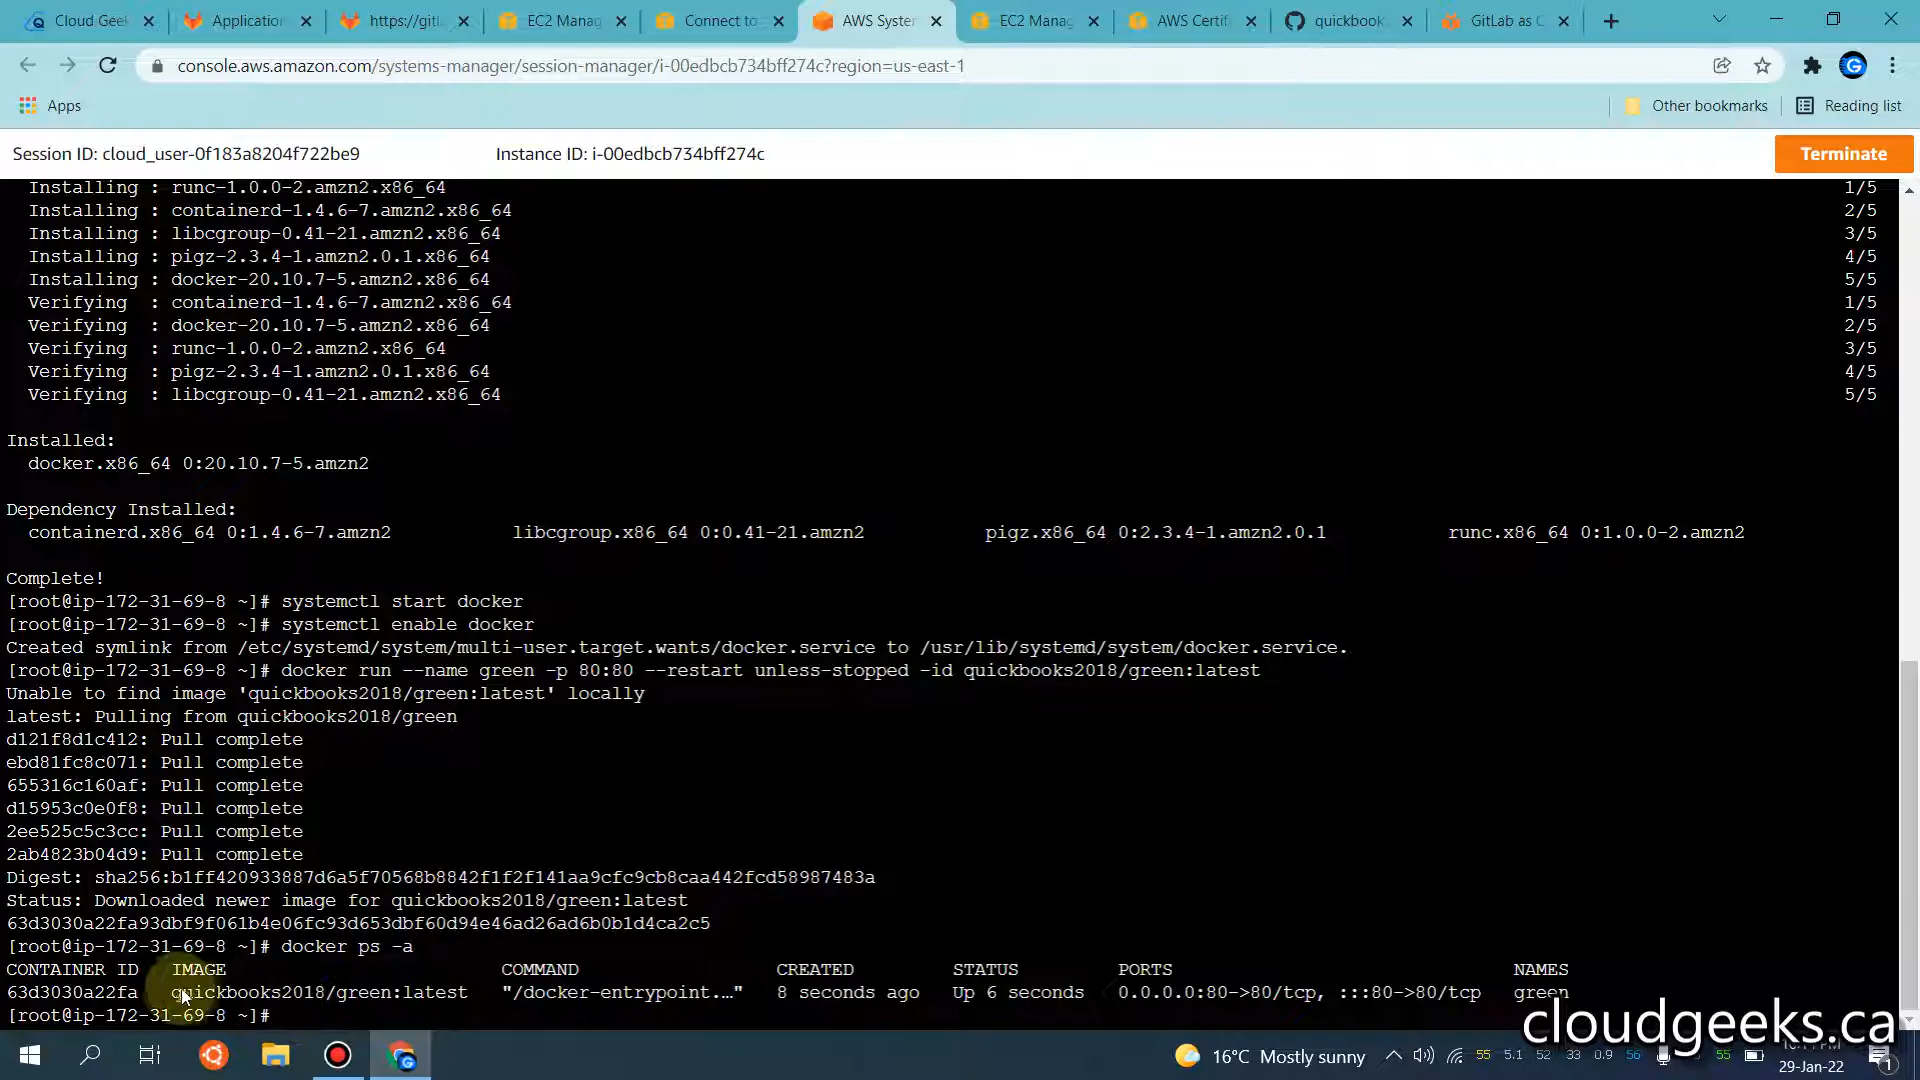 Cloud Geek
Application
https://gitl
EC2 Manag
Connect to
AWS System
EC2 Manag
AWS Certif
quickbook
GitLab as C
console.aws.amazon.com/systems-manager/session-manager/i-00edbcb734bff274c?region=us-east-1
Apps
Other bookmarks
Reading list
Session ID: cloud_user-0f183a8204f722be9 Instance ID: i-00edbcb734bff274c Terminate
Installing : runc-1.0.0-2.amzn2.x86_64 1/5
Installing : containerd-1.4.6-7.amzn2.x86_64 2/5
Installing : libcgroup-0.41-21.amzn2.x86_64 3/5
Installing : pigz-2.3.4-1.amzn2.0.1.x86_64 4/5
Installing : docker-20.10.7-5.amzn2.x86_64 5/5
Verifying : containerd-1.4.6-7.amzn2.x86_64 1/5
Verifying : docker-20.10.7-5.amzn2.x86_64 2/5
Verifying : runc-1.0.0-2.amzn2.x86_64 3/5
Verifying : pigz-2.3.4-1.amzn2.0.1.x86_64 4/5
Verifying : libcgroup-0.41-21.amzn2.x86_64 5/5
Installed:
docker.x86_64 0:20.10.7-5.amzn2
Dependency Installed:
containerd.x86_64 0:1.4.6-7.amzn2 libcgroup.x86_64 0:0.41-21.amzn2 pigz.x86_64 0:2.3.4-1.amzn2.0.1 runc.x86_64 0:1.0.0-2.amzn2
Complete!
[root@ip-172-31-69-8 ~]# systemctl start docker
[root@ip-172-31-69-8 ~]# systemctl enable docker
Created symlink from /etc/systemd/system/multi-user.target.wants/docker.service to /usr/lib/systemd/system/docker.service.
[root@ip-172-31-69-8 ~]# docker run --name green -p 80:80 --restart unless-stopped -id quickbooks2018/green:latest
Unable to find image 'quickbooks2018/green:latest' locally
latest: Pulling from quickbooks2018/green
d121f8d1c412: Pull complete
ebd81fc8c071: Pull complete
655316c160af: Pull complete
d15953c0e0f8: Pull complete
2ee525c5c3cc: Pull complete
2ab4823b04d9: Pull complete
Digest: sha256:b1ff420933887d6a5f70568b8842f1f2f141aa9cfc9cb8caa442fcd58987483a
Status: Downloaded newer image for quickbooks2018/green:latest
63d3030a22fa93dbf9f061b4e06fc93d653dbf60d94e46ad26ad6b0b1d4ca2c5
[root@ip-172-31-69-8 ~]# docker ps -a
CONTAINER ID IMAGE COMMAND CREATED STATUS PORTS NAMES
63d3030a22fa quickbooks2018/green:latest "/docker-entrypoint.…" 8 seconds ago Up 6 seconds 0.0.0.0:80->80/tcp, :::80->80/tcp green
[root@ip-172-31-69-8 ~]#
cloudgeeks.ca
16°C Mostly sunny
55 5.1 52 33 0.9 56 55
29-Jan-22
1